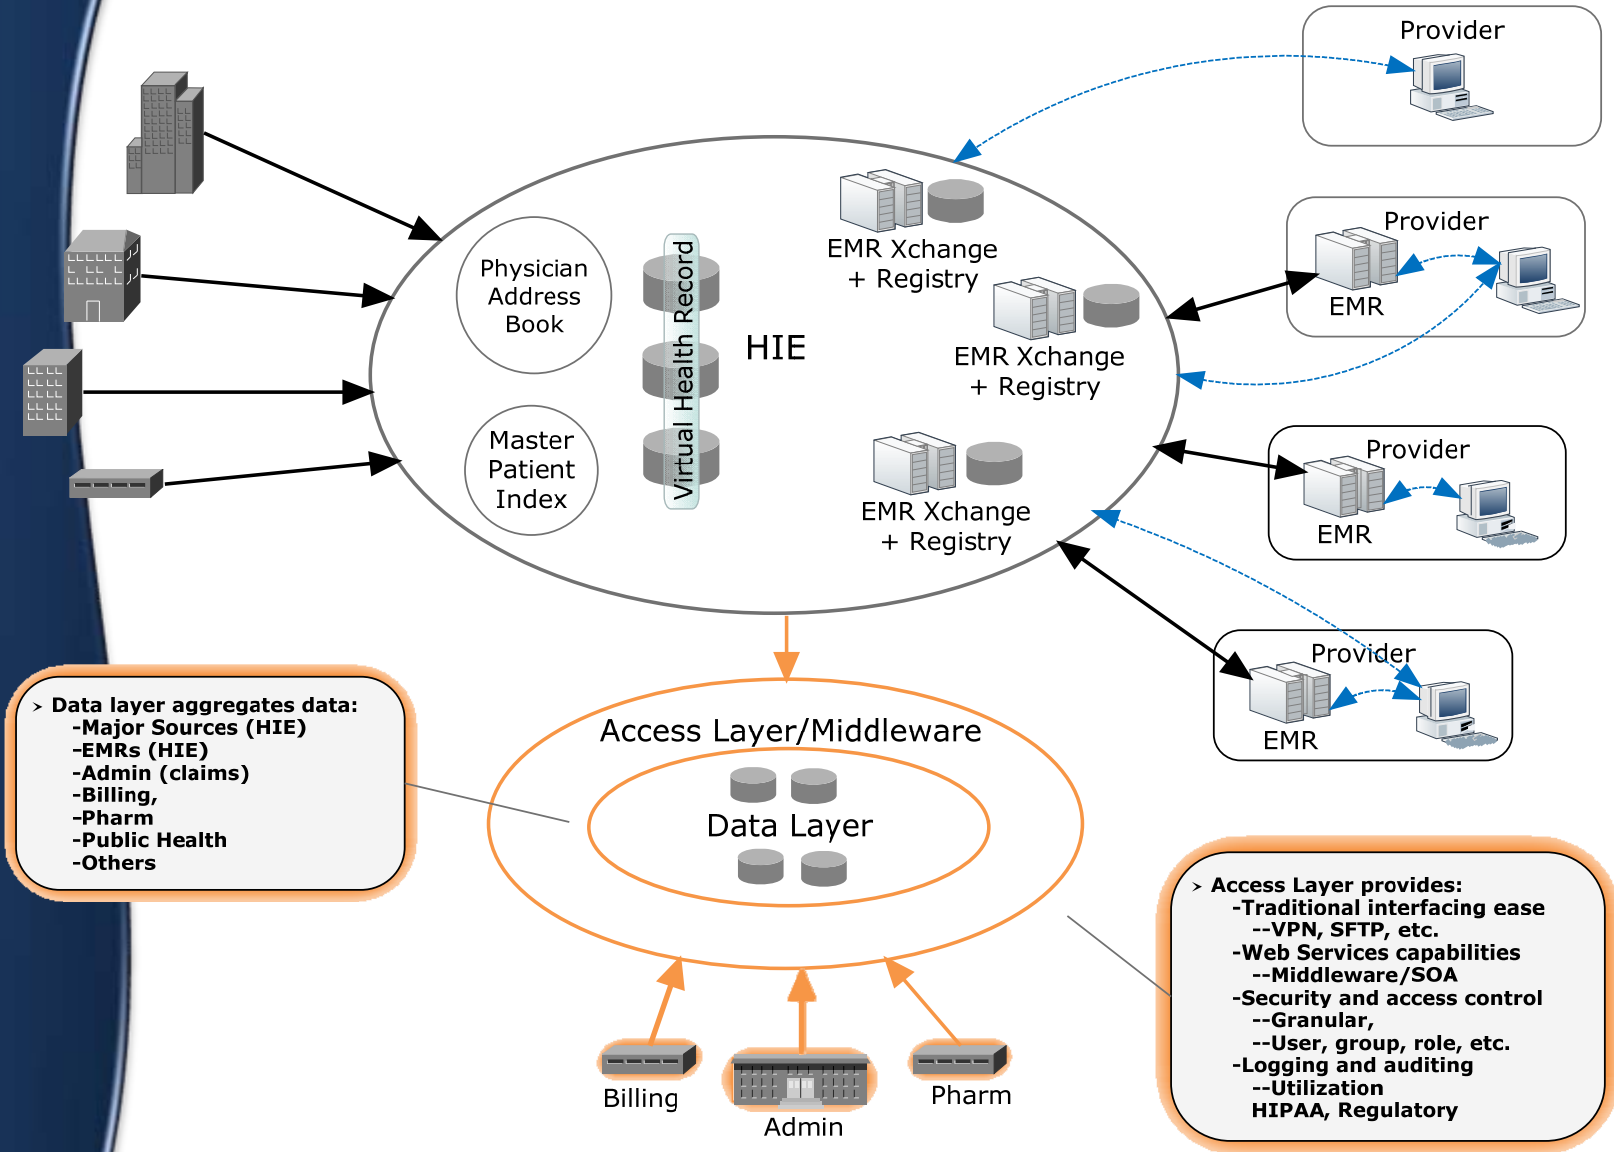 Provider
Provider
EMR
Provider
EMR
Provider
EMR
Physician
Address
Book
Master
Patient
Index
Virtual Health Record
HIE
EMR Xchange
+ Registry
EMR Xchange
+ Registry
EMR Xchange
+ Registry
Access Layer/Middleware
Data Layer
➢ Data layer aggregates data:
-Major Sources (HIE)
-EMRs (HIE)
-Admin (claims)
-Billing,
-Pharm
-Public Health
-Others
➢ Access Layer provides:
-Traditional interfacing ease
--VPN, SFTP, etc.
-Web Services capabilities
--Middleware/SOA
-Security and access control
--Granular,
--User, group, role, etc.
-Logging and auditing
--Utilization
HIPAA, Regulatory
Billing
Admin
Pharm